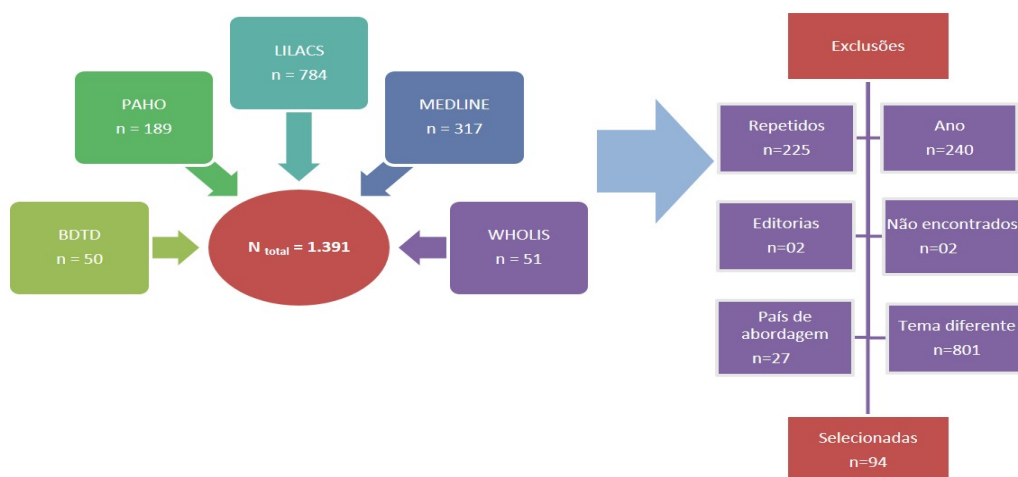 LILACS
n = 784
PAHO
n = 189
MEDLINE
n = 317
BDTD
n = 50
N total = 1.391
WHOLIS
n = 51
Exclusões
Repetidos
n=225
Ano
n=240
Editorias
n=02
Não encontrados
n=02
País de
abordagem
n=27
Tema diferente
n=801
Selecionadas
n=94